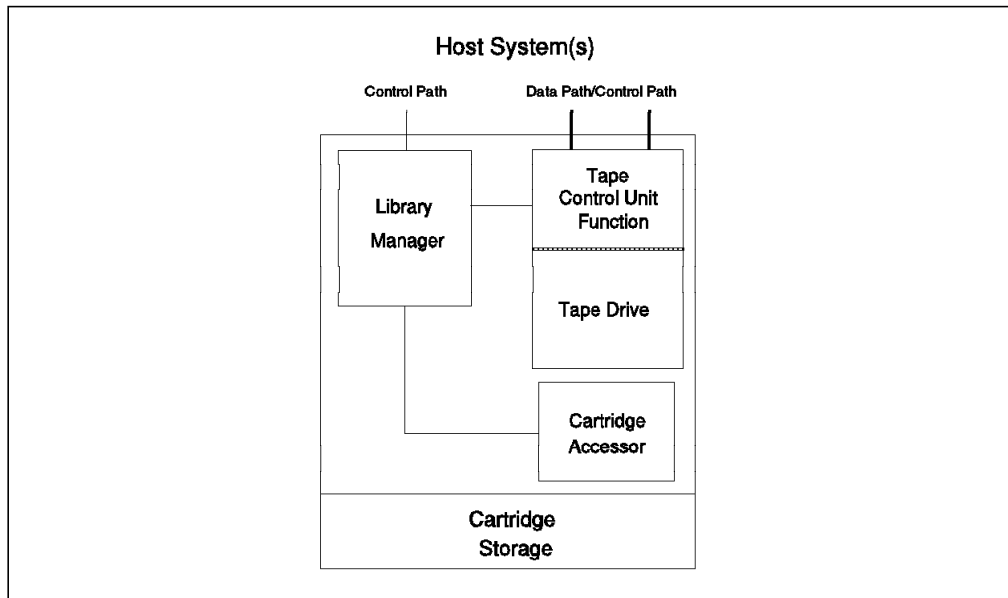 Host System(s)
Control Path
Data Path/Control Path
Library
Manager
Tape
Control Unit
Function
Tape Drive
Cartridge
Accessor
Cartridge
Storage